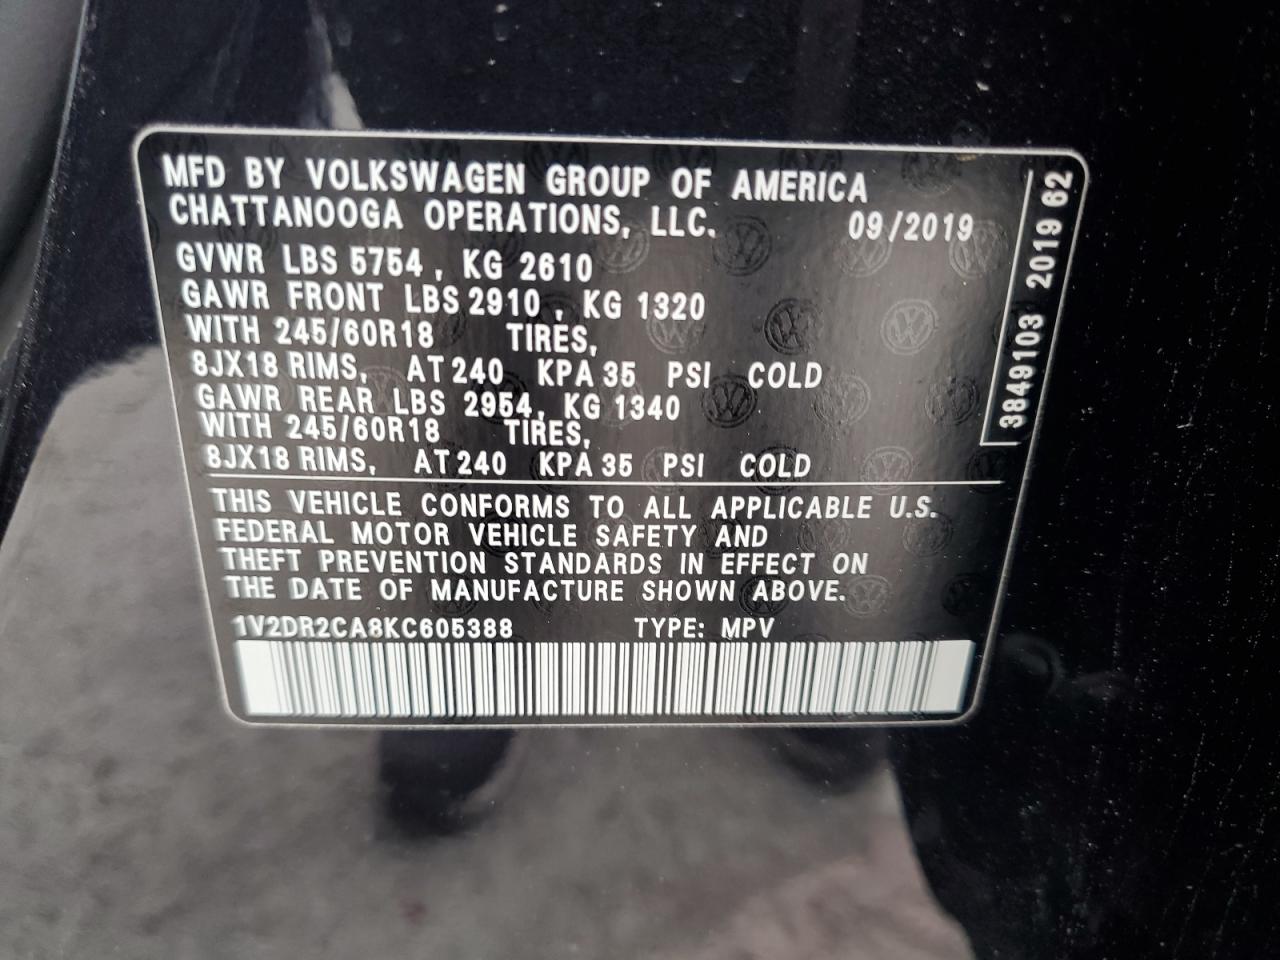 MFD BY VOLKSWAGEN GROUP OF AMERICA
CHATTANOOGA OPERATIONS, LLC. 09/2019
GVWR LBS 5754, KG 2610
GAWR FRONT LBS 2910, KG 1320
WITH 245/60R18 TIRES,
8JX18 RIMS, AT 240 KPA 35 PSI COLD
GAWR REAR LBS 2954, KG 1340
WITH 245/60R18 TIRES,
8JX18 RIMS, AT 240 KPA 35 PSI COLD
THIS VEHICLE CONFORMS TO ALL APPLICABLE U.S.
FEDERAL MOTOR VEHICLE SAFETY AND
THEFT PREVENTION STANDARDS IN EFFECT ON
THE DATE OF MANUFACTURE SHOWN ABOVE.
1V2DR2CA8KC605388 TYPE: MPV
3849103 2019 62